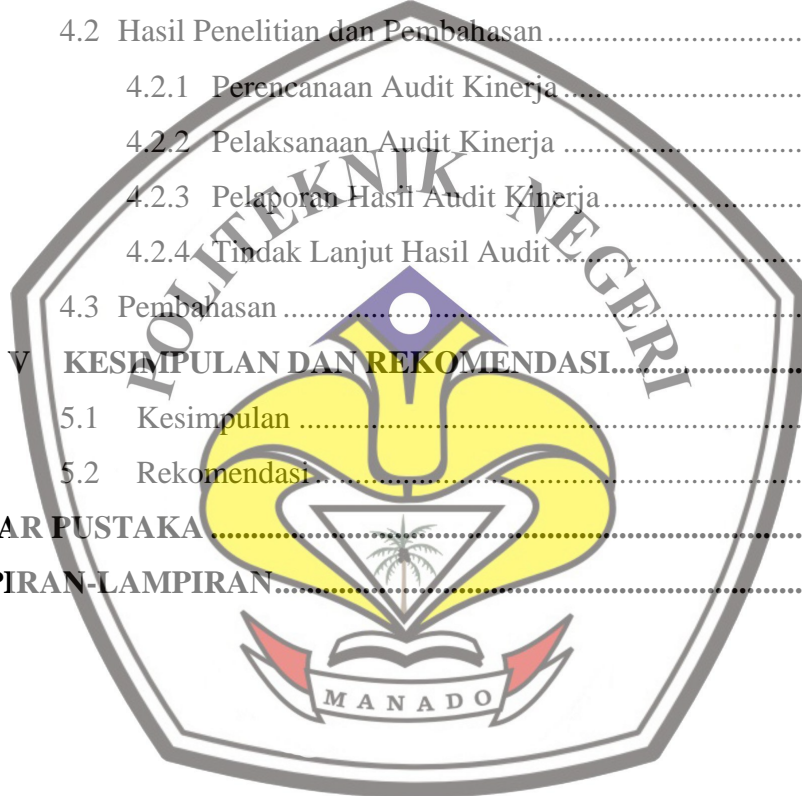 4.2 Hasil Penelitian dan Pembahasan ................................
4.2.1 Perencanaan Audit Kinerja ..............................
4.2.2 Pelaksanaan Audit Kinerja ..............................
4.2.3 Pelaporan Hasil Audit Kinerja.........................
4.2.4 Tindak Lanjut Hasil Audit ..............................
4.3 Pembahasan ..................................................................
V KESIMPULAN DAN REKOMENDASI.........................
5.1 Kesimpulan ................................................................
5.2 Rekomendasi..............................................................
AR PUSTAKA ..........................................................................
PIRAN-LAMPIRAN.................................................................
POLITEKNIK NEGERI
MANADO